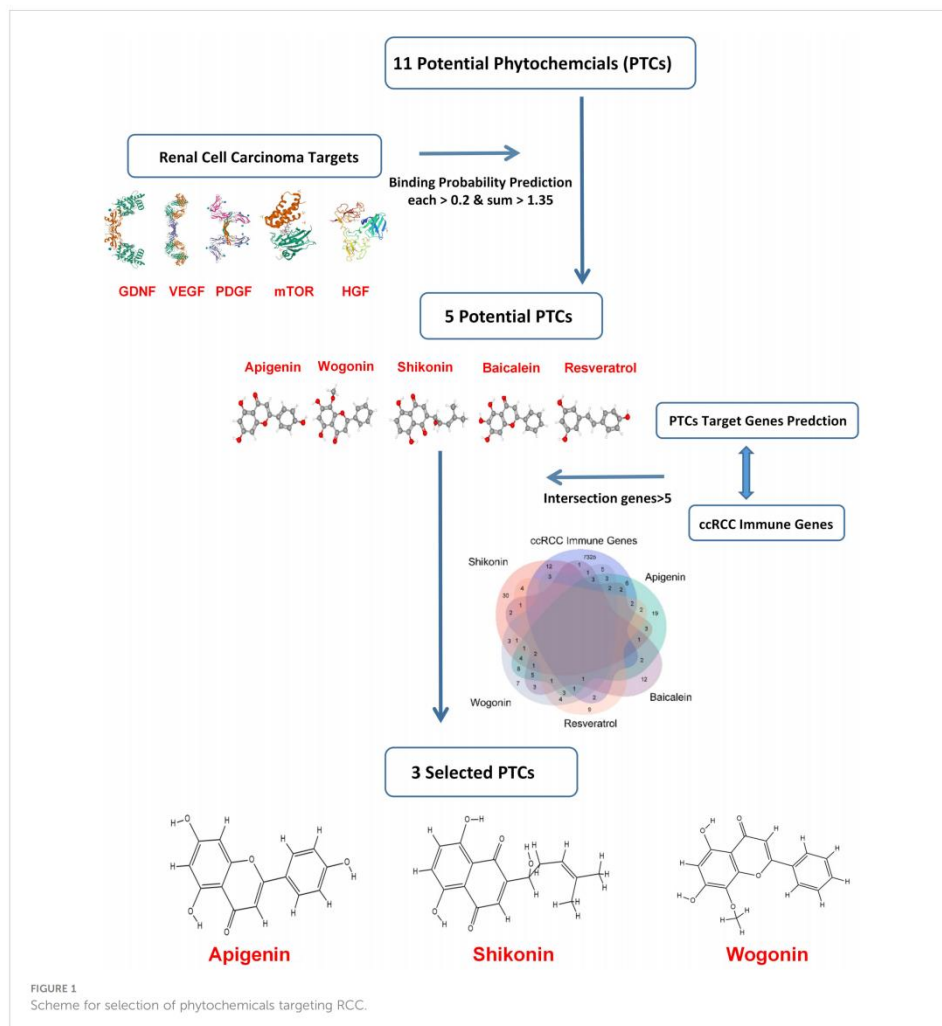 11 Potential Phytochemcials (PTCs)
Renal Cell Carcinoma Targets
Binding Probability Prediction
each > 0.2 & sum > 1.35
GDNF VEGF PDGF mTOR HGF
5 Potential PTCs
Apigenin Wogonin Shikonin Baicalein Resveratrol
PTCs Target Genes Predction
Intersection genes>5
ccRCC Immune Genes
ccRCC Immune Genes
Shikonin
Apigenin
Wogonin
Baicalein
Resveratrol
3 Selected PTCs
Apigenin Shikonin Wogonin
FIGURE 1
Scheme for selection of phytochemicals targeting RCC.